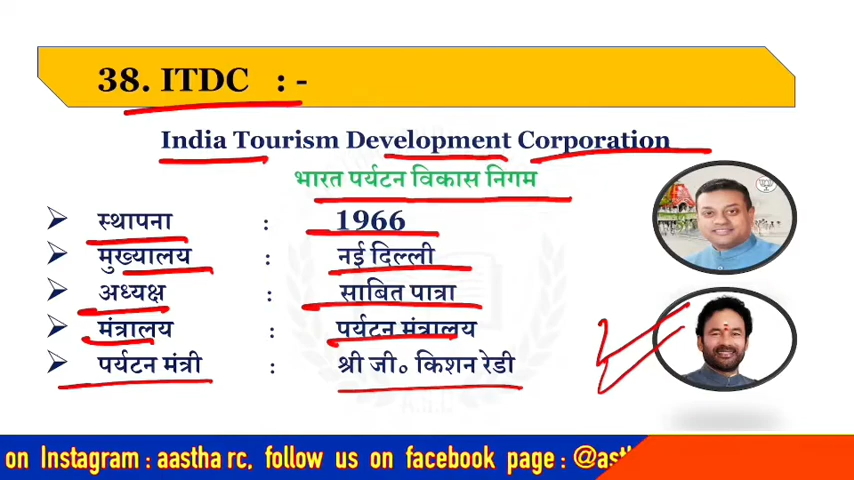 38. ITDC : -
India Tourism Development Corporation
भारत पर्यटन विकास निगम
➢ स्थापना : 1966
➢ मुख्यालय : नई दिल्ली
➢ अध्यक्ष : साबित पात्रा
➢ मंत्रालय : पर्यटन मंत्रालय
➢ पर्यटन मंत्री : श्री जी० किशन रेडी
on Instagram : aastha rc, follow us on facebook page :